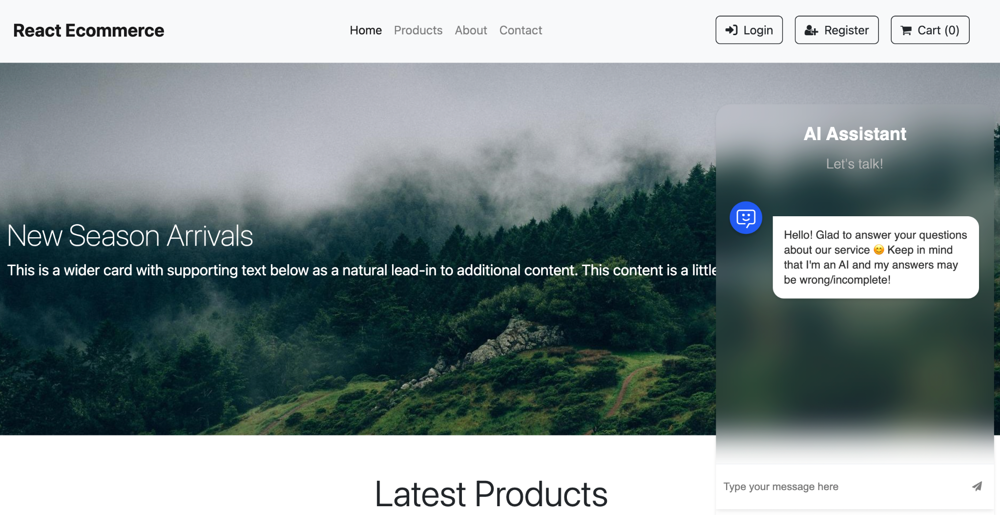 React Ecommerce
Home Products About Contact
Login Register Cart (0)
New Season Arrivals
This is a wider card with supporting text below as a natural lead-in to additional content. This content is a little
AI Assistant
Let's talk!
Hello! Glad to answer your questions
about our service 😊 Keep in mind
that I'm an AI and my answers may
be wrong/incomplete!
Type your message here
Latest Products